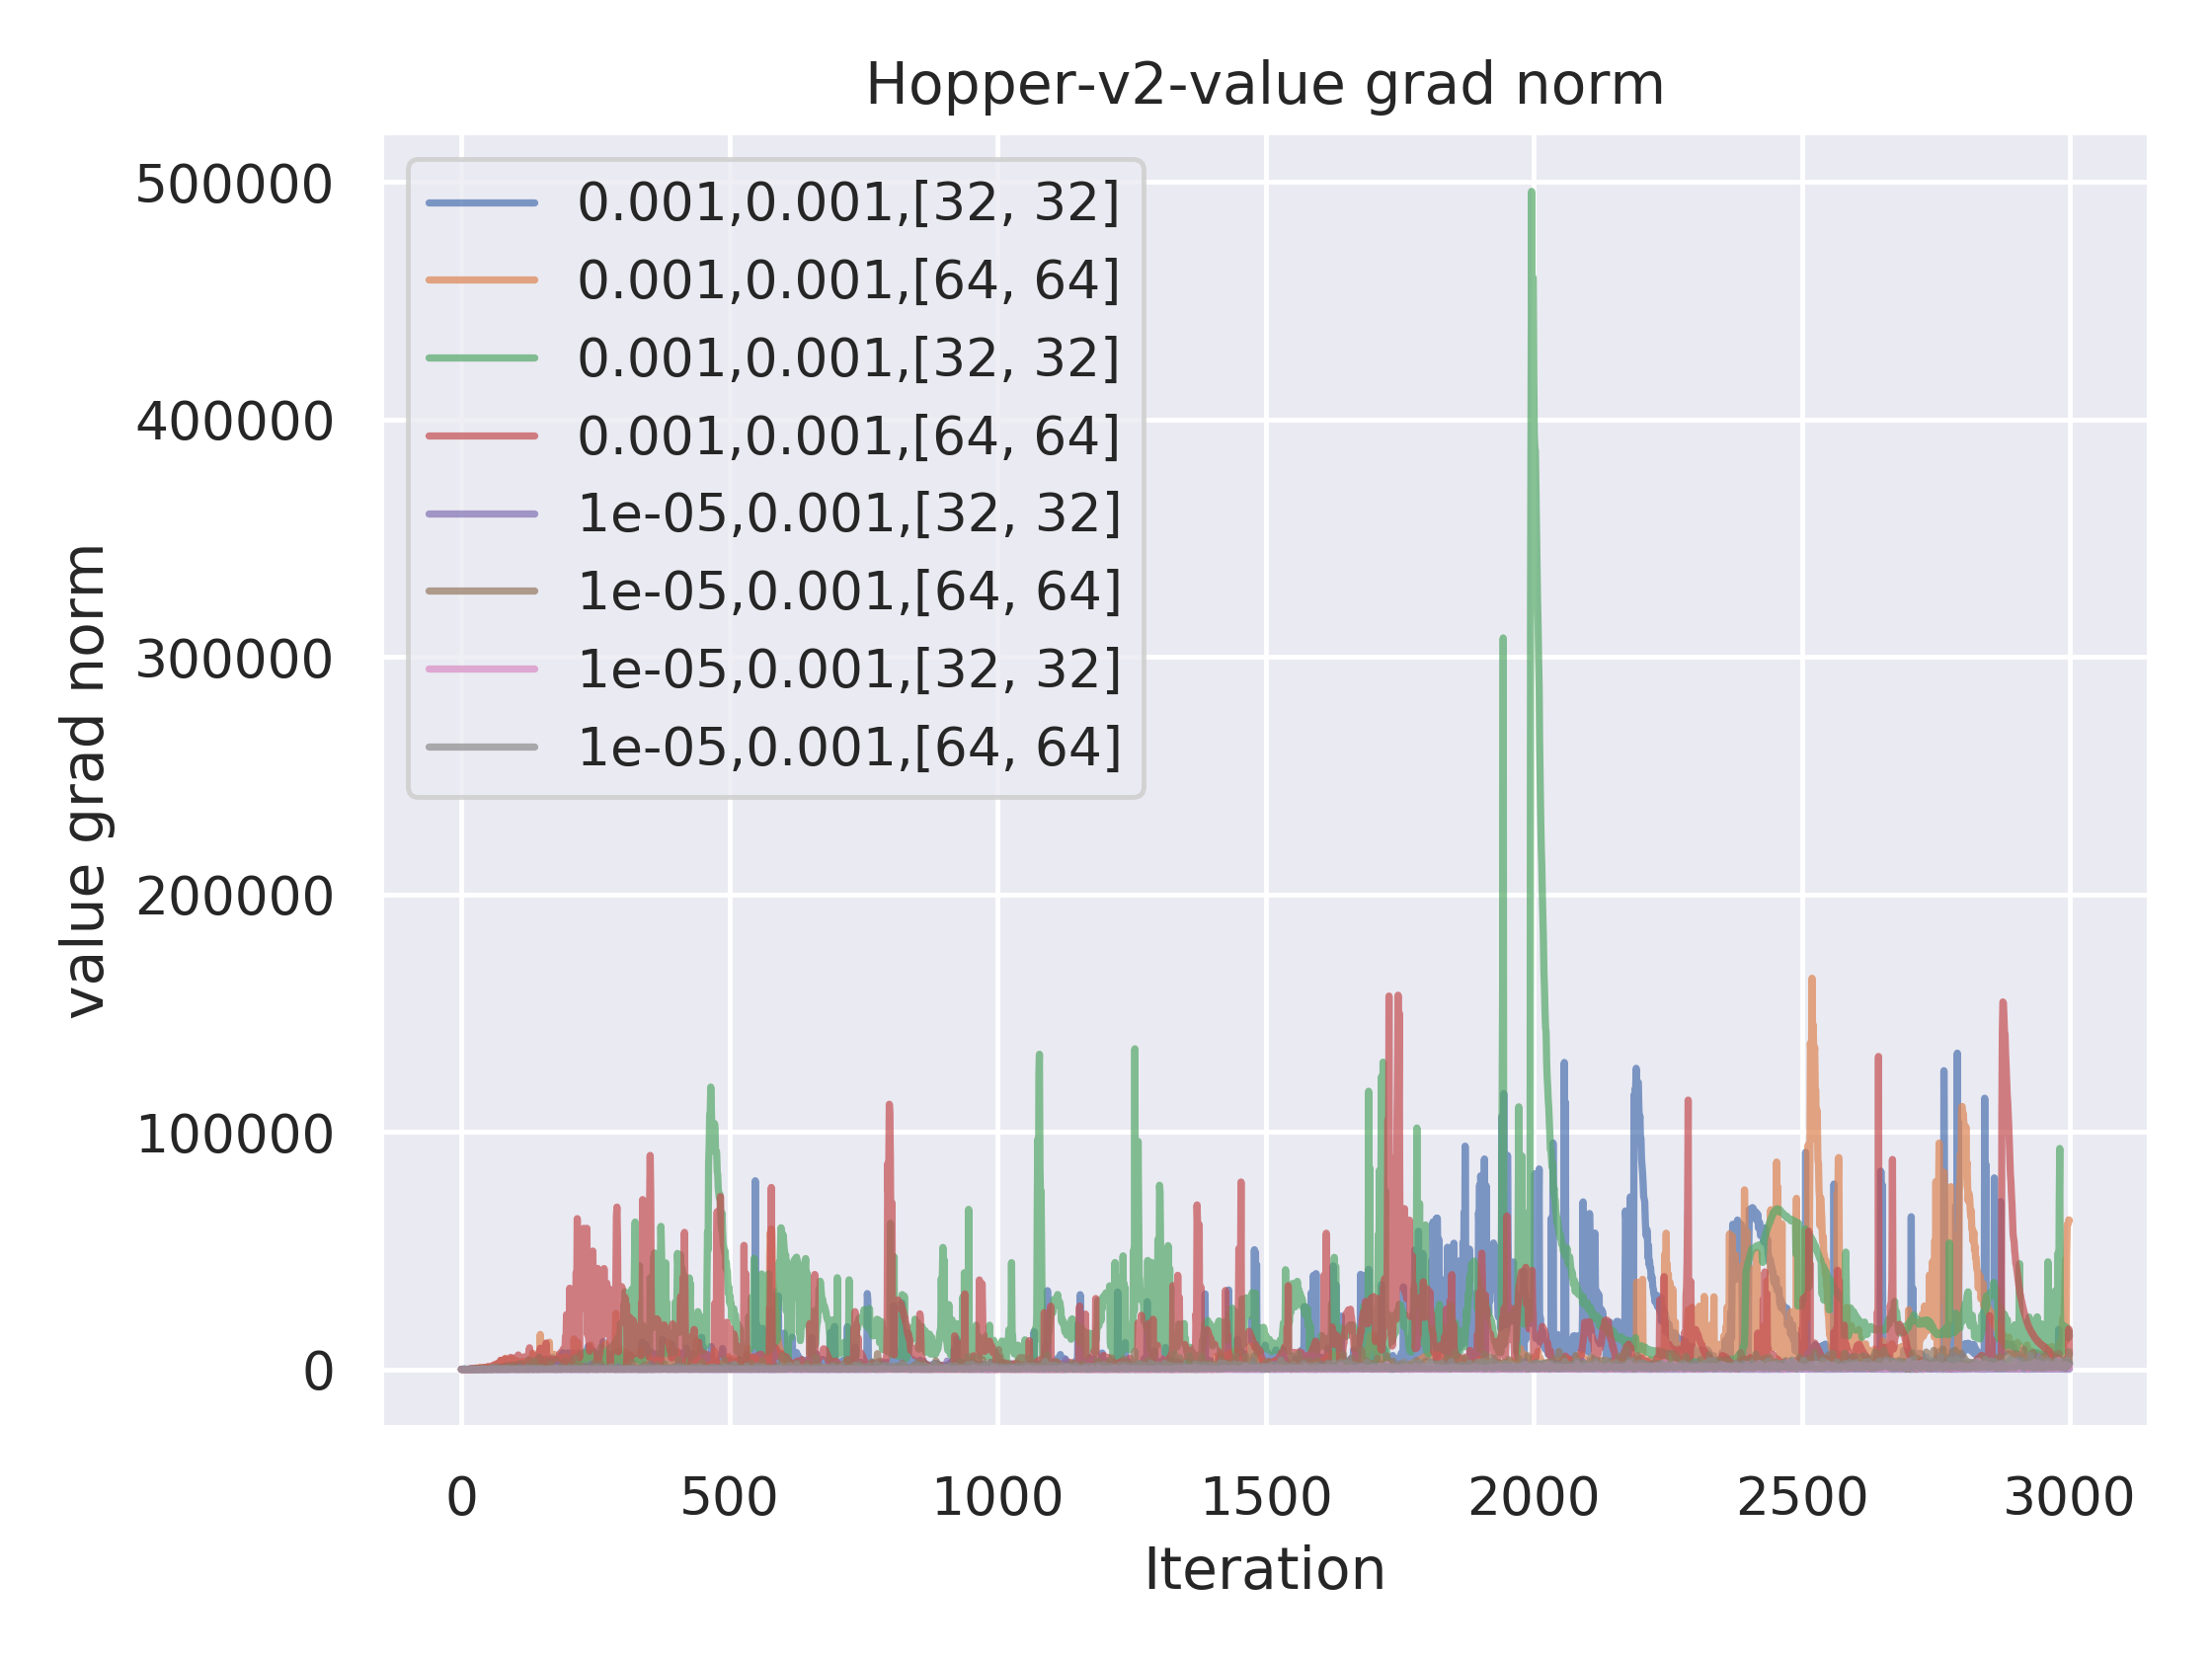 Hopper-v2-value grad norm
value grad norm
500000
400000
300000
200000
100000
0
0.001,0.001,[32, 32]
0.001,0.001,[64, 64]
0.001,0.001,[32, 32]
0.001,0.001,[64, 64]
1e-05,0.001,[32, 32]
1e-05,0.001,[64, 64]
1e-05,0.001,[32, 32]
1e-05,0.001,[64, 64]
0 500 1000 1500 2000 2500 3000
Iteration